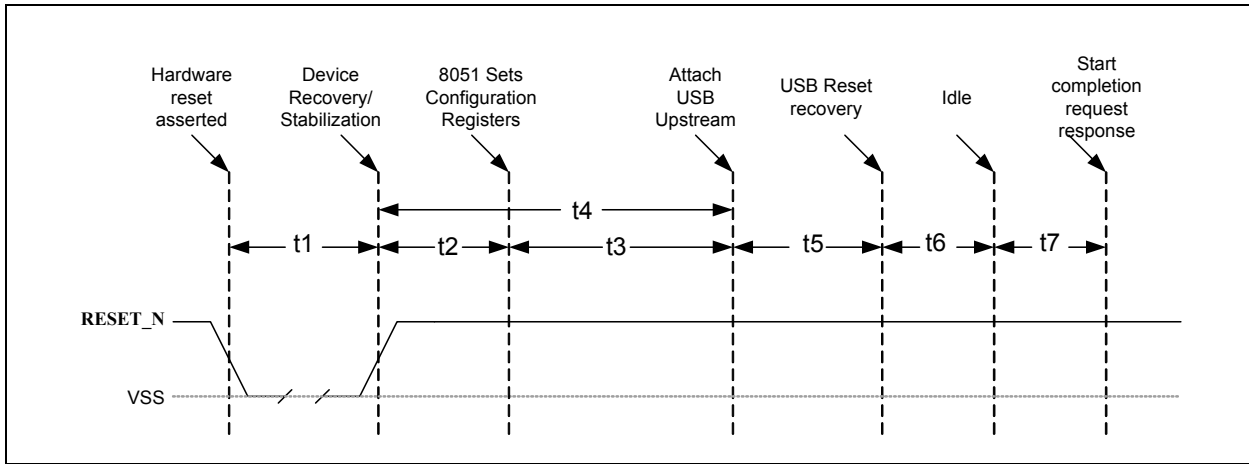 Hardware
reset
asserted
Device
Recovery/
Stabilization
8051 Sets
Configuration
Registers
Attach
USB
Upstream
USB Reset
recovery
Idle
Start
completion
request
response
t4
t1
t2
t3
t5
t6
t7
RESET_N
VSS